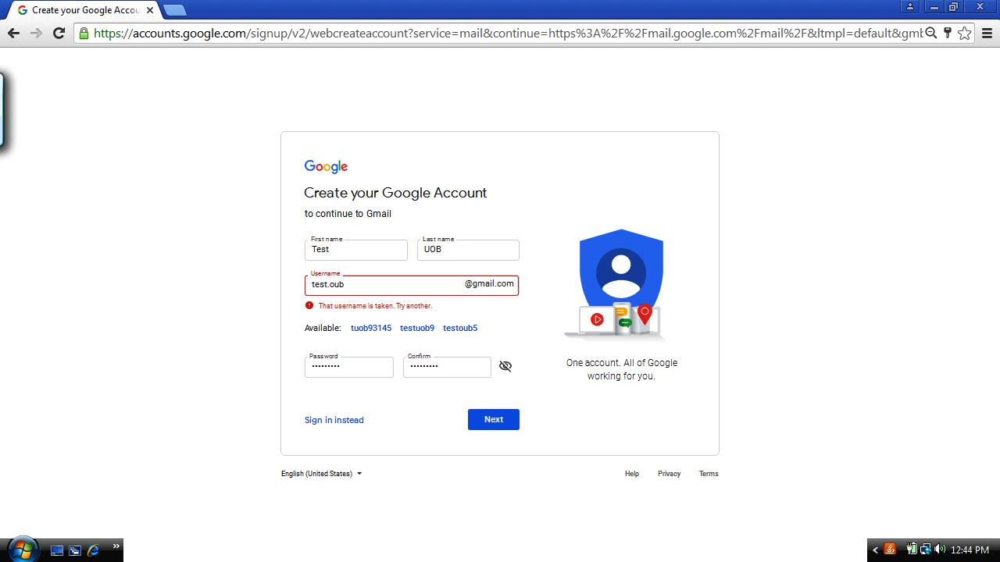 Create your Google Accou
https://accounts.google.com/signup/v2/webcreateaccount?service=mail&continue=https%3A%2F%2Fmail.google.com%2Fmail%2F&ltmpl=default&gml
Google
Create your Google Account
to continue to Gmail
First name Last name
Test UOB
Username
test.oub @gmail.com
That username is taken. Try another.
Available: tuob93145 testuob9 testoub5
Password Confirm
One account. All of Google
working for you.
Sign in instead Next
English (United States) Help Privacy Terms
12:44 PM